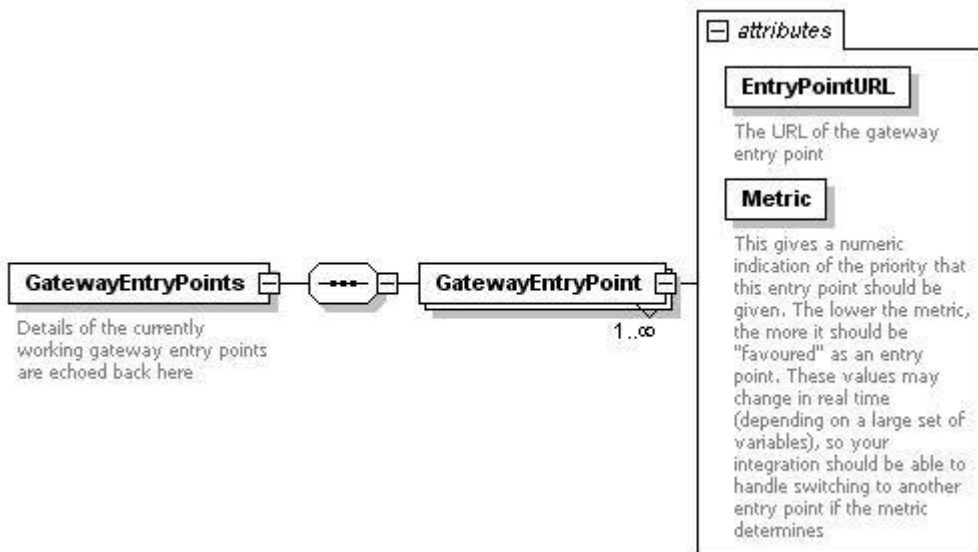 attributes
EntryPointURL
The URL of the gateway
entry point
Metric
This gives a numeric
indication of the priority that
this entry point should be
given. The lower the metric,
the more it should be
"favoured" as an entry
point. These values may
change in real time
(depending on a large set of
variables), so your
integration should be able to
handle switching to another
entry point if the metric
determines
GatewayEntryPoints
Details of the currently
working gateway entry points
are echoed back here
GatewayEntryPoint
1..∞